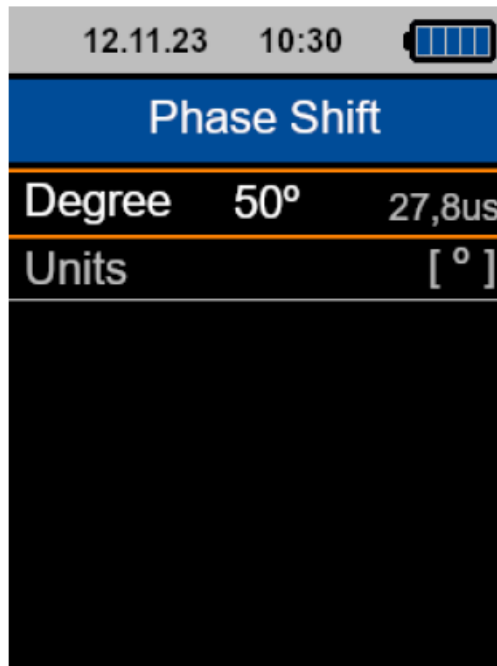 12.11.23 10:30
Phase Shift
Degree 50º 27,8us
Units [ º ]